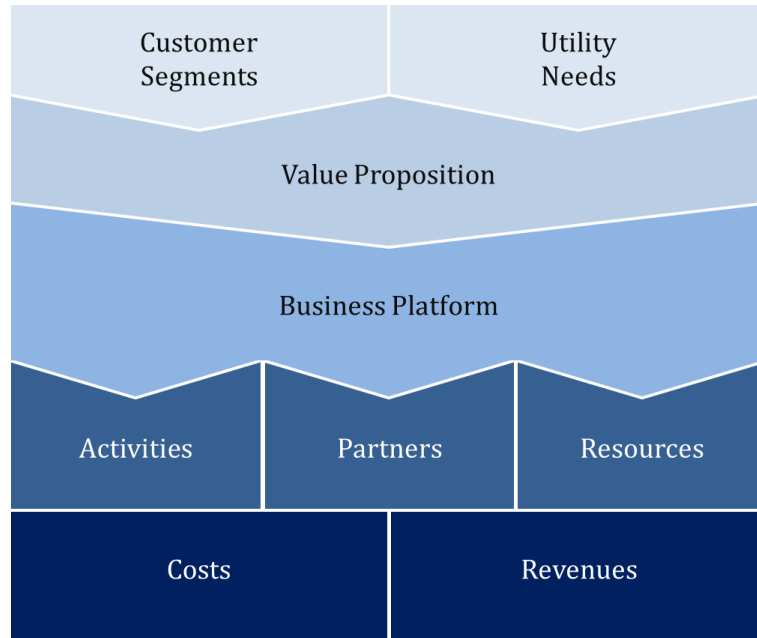 Customer
Segments
Utility
Needs
Value Proposition
Business Platform
Activities
Partners
Resources
Costs
Revenues